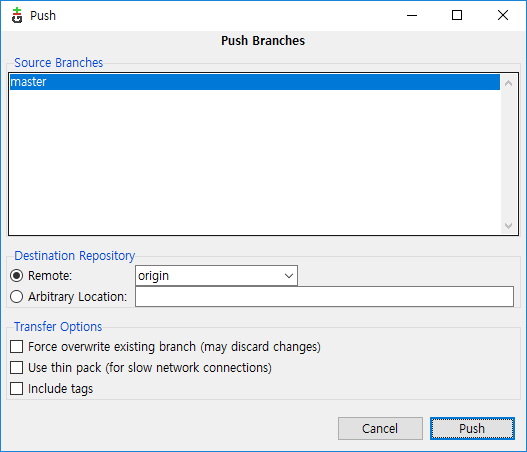 Push
Push Branches
Source Branches
master
Destination Repository
Remote: origin
Arbitrary Location:
Transfer Options
Force overwrite existing branch (may discard changes)
Use thin pack (for slow network connections)
Include tags
Cancel Push